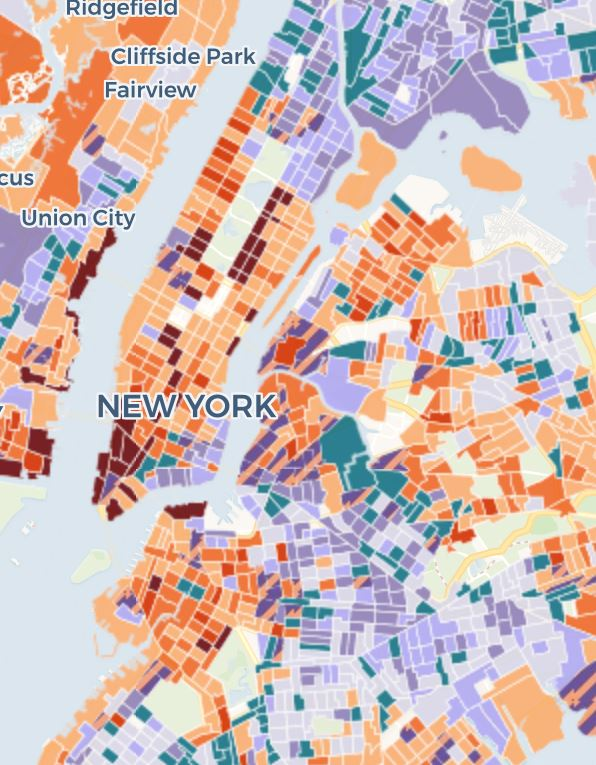 Ridgefield
Cliffside Park
Fairview
cus
Union City
NEW YORK